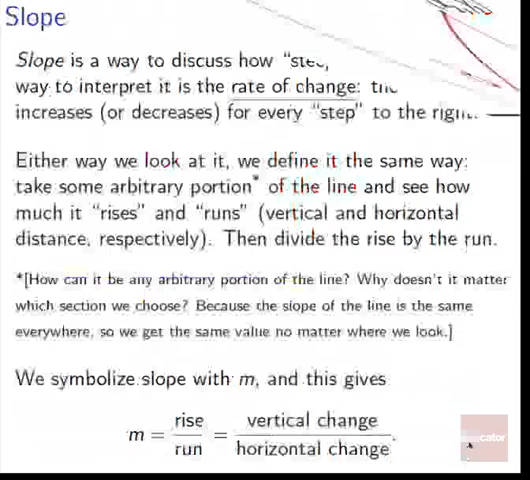 Slope
Slope is a way to discuss how
way to interpret it is the rate of change:
increases (or decreases) for every "step" to the
Either way we look at it, we define it the same way:
take some arbitrary portion* of the line and see how
much it "rises" and "runs" (vertical and horizontal
distance, respectively). Then divide the rise by the run.
*[How can it be any arbitrary portion of the line? Why doesn't it matter
which section we choose? Because the slope of the line is the same
everywhere, so we get the same value no matter where we look.]
We symbolize slope with m, and this gives
m = rise / run = vertical change / horizontal change.
cator